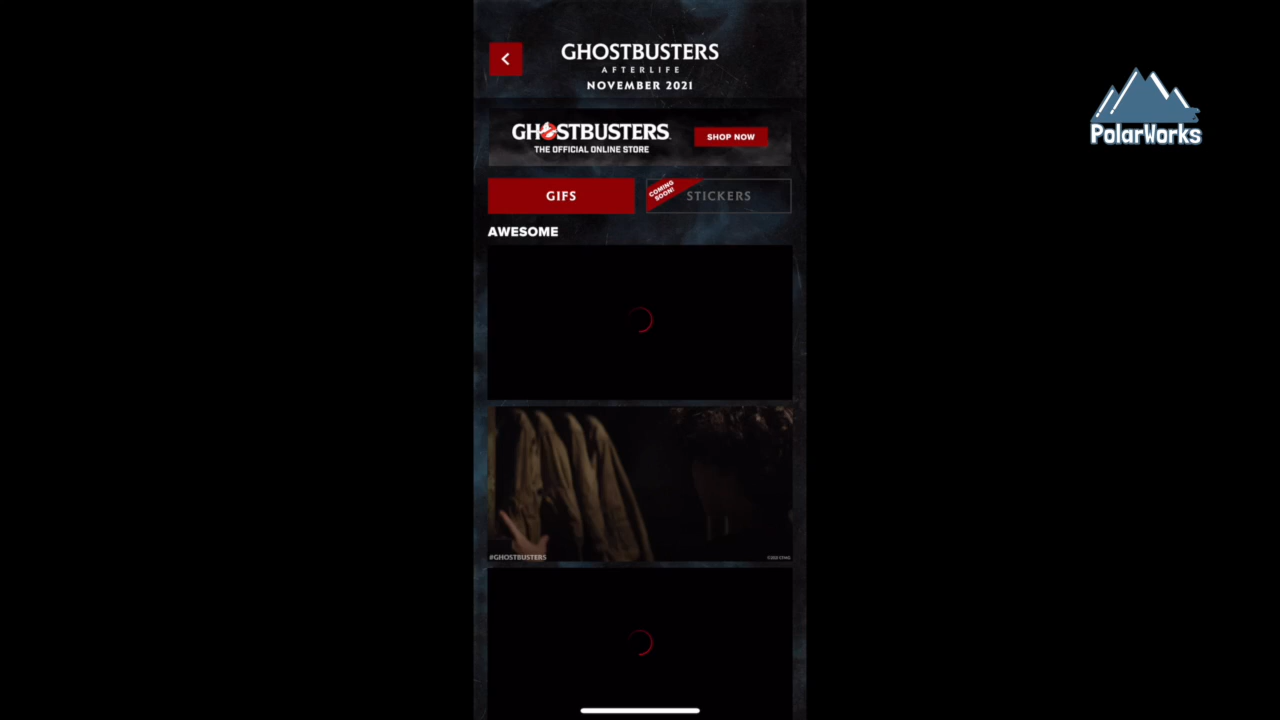 GHOSTBUSTERS
AFTERLIFE
NOVEMBER 2021
PolarWorks
GHOSTBUSTERS
THE OFFICIAL ONLINE STORE
SHOP NOW
GIFS
COMING SOON!
STICKERS
AWESOME
#GHOSTBUSTERS